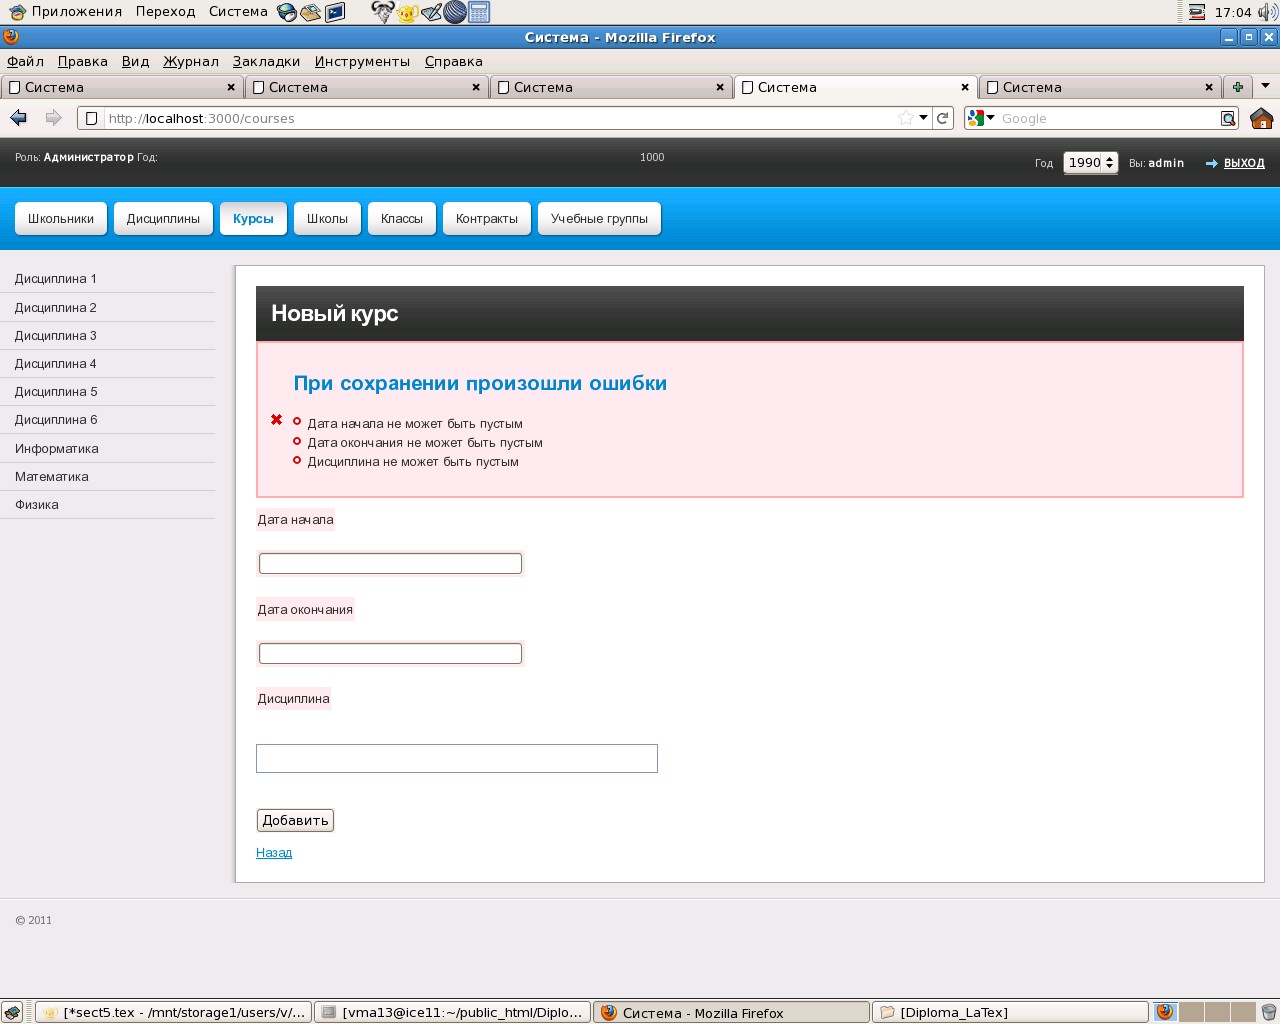 Приложения Переход Система 17:04
Система - Mozilla Firefox
Файл Правка Вид Журнал Закладки Инструменты Справка
Система Система Система Система Система
http://localhost:3000/courses Google
Роль: Администратор Год: 1000 Год 1990 Вы: admin ВЫХОД
Школьники Дисциплины Курсы Школы Классы Контракты Учебные группы
Дисциплина 1
Дисциплина 2
Дисциплина 3
Дисциплина 4
Дисциплина 5
Дисциплина 6
Информатика
Математика
Физика
Новый курс
При сохранении произошли ошибки
Дата начала не может быть пустым
Дата окончания не может быть пустым
Дисциплина не может быть пустым
Дата начала
Дата окончания
Дисциплина
Добавить
Назад
© 2011
[*sect5.tex - /mnt/storage1/users/v/... [vma13@ice11:~/public_html/Diplo... Система - Mozilla Firefox [Diploma_LaTex]